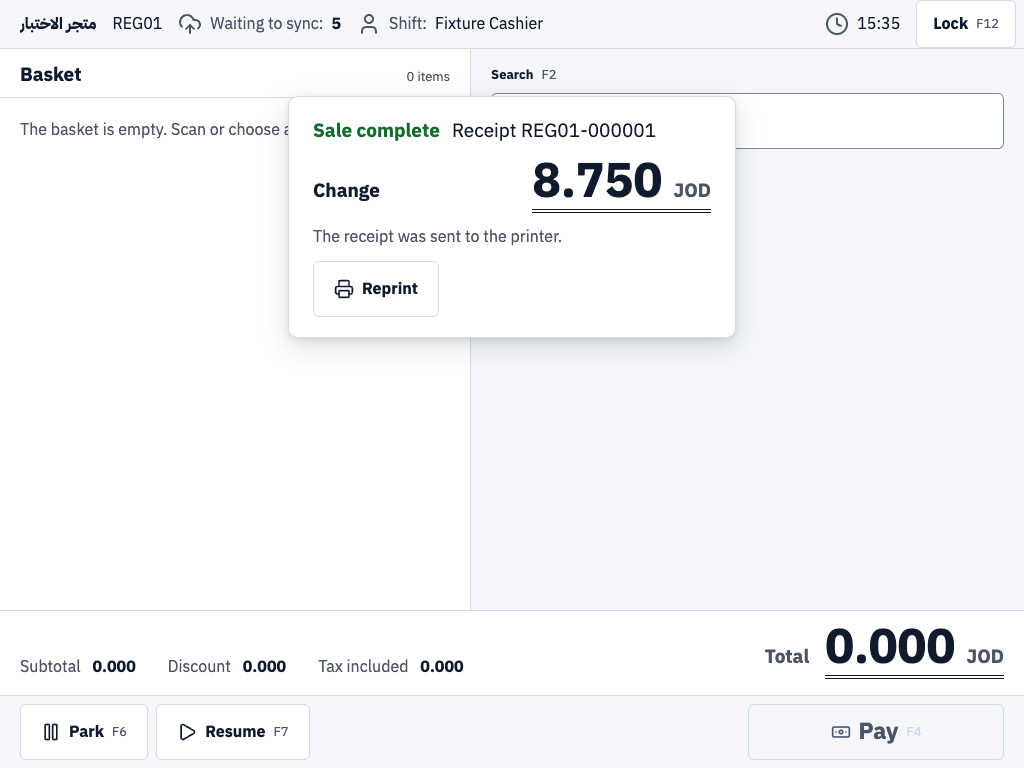 متجر الاختبار REG01 Waiting to sync: 5 Shift: Fixture Cashier 15:35 Lock F12
Basket 0 items
Search F2
The basket is empty. Scan or choose
Sale complete Receipt REG01-000001
Change 8.750 JOD
The receipt was sent to the printer.
Reprint
Subtotal 0.000 Discount 0.000 Tax included 0.000 Total 0.000 JOD
Park F6 Resume F7 Pay F4